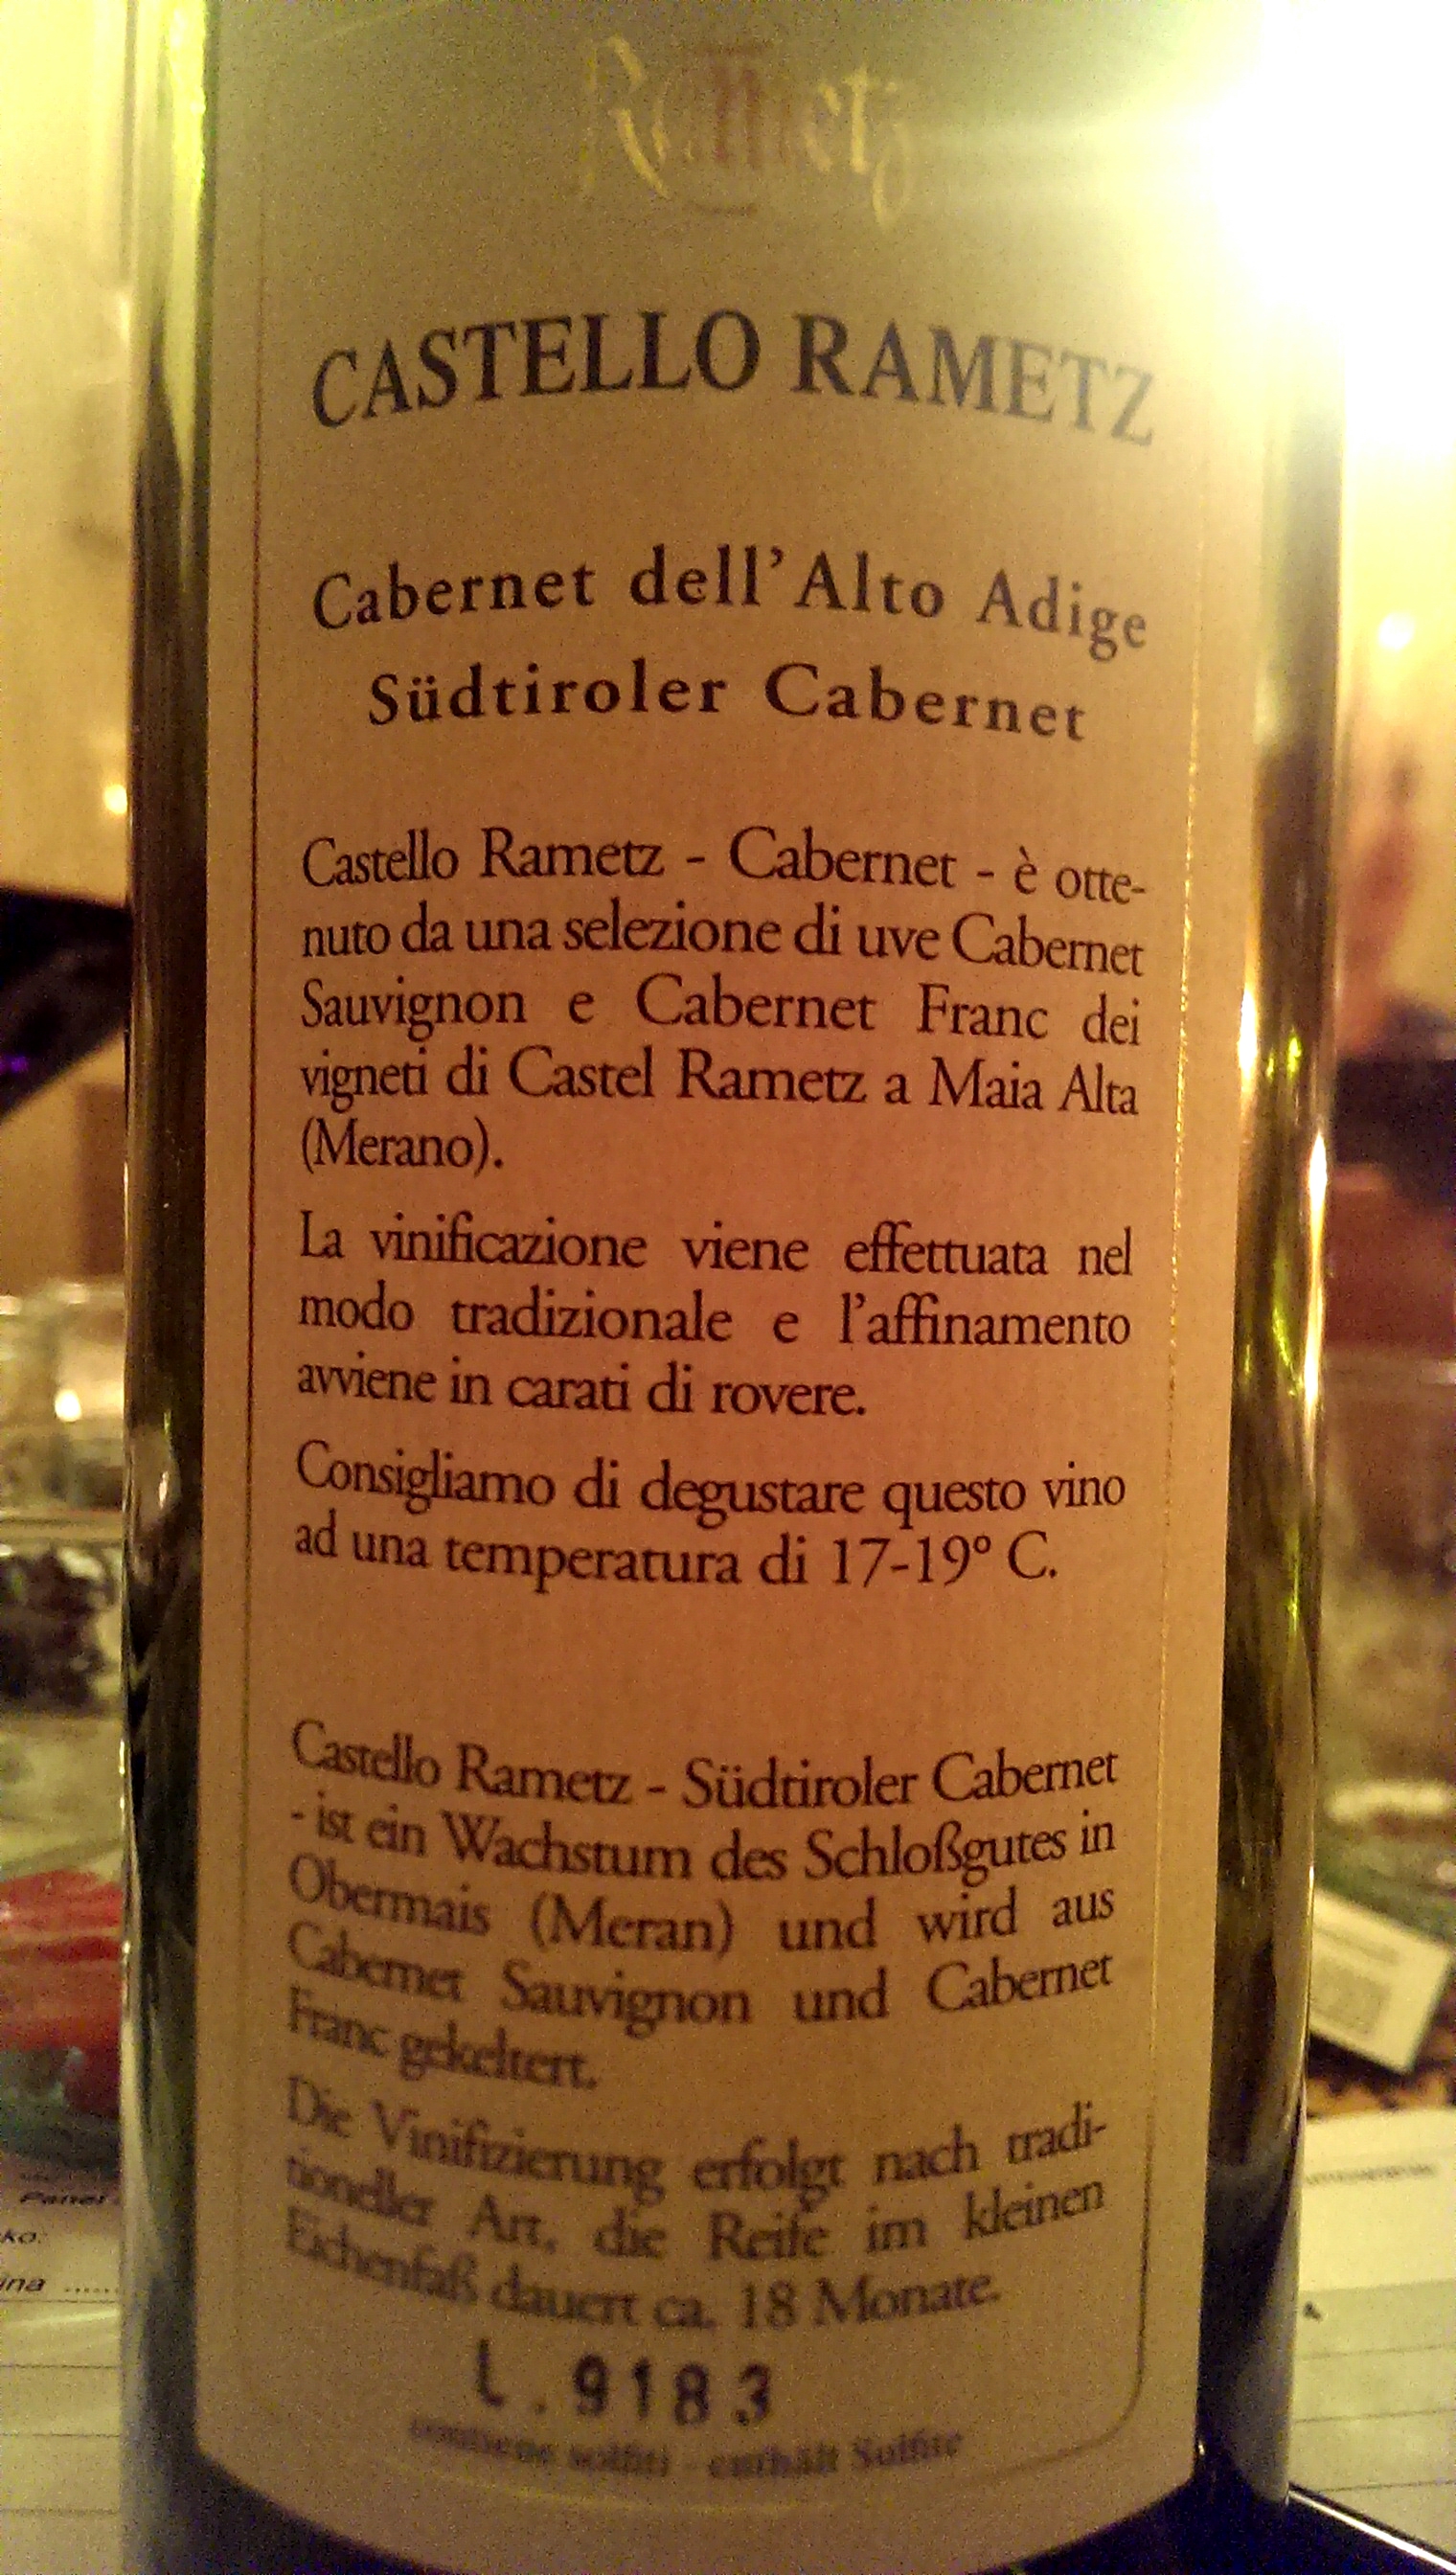 Rametz
CASTELLO RAMETZ
Cabernet dell'Alto Adige
Südtiroler Cabernet
Castello Rametz - Cabernet - è otte-
nuto da una selezione di uve Cabernet
Sauvignon e Cabernet Franc dei
vigneti di Castel Rametz a Maia Alta
(Merano).
La vinificazione viene effettuata nel
modo tradizionale e l'affinamento
avviene in carati di rovere.
Consigliamo di degustare questo vino
ad una temperatura di 17-19° C.
Castello Rametz - Südtiroler Cabernet
- ist ein Wachstum des Schloßgutes in
Obermais (Meran) und wird aus
Cabernet Sauvignon und Cabernet
Franc gekeltert.
Die Vinifizierung erfolgt nach tradi-
tioneller Art, die Reife im kleinen
Eichenfaß dauert ca. 18 Monate.
L. 9183
contiene solfiti - enthält Sulfite
Panel